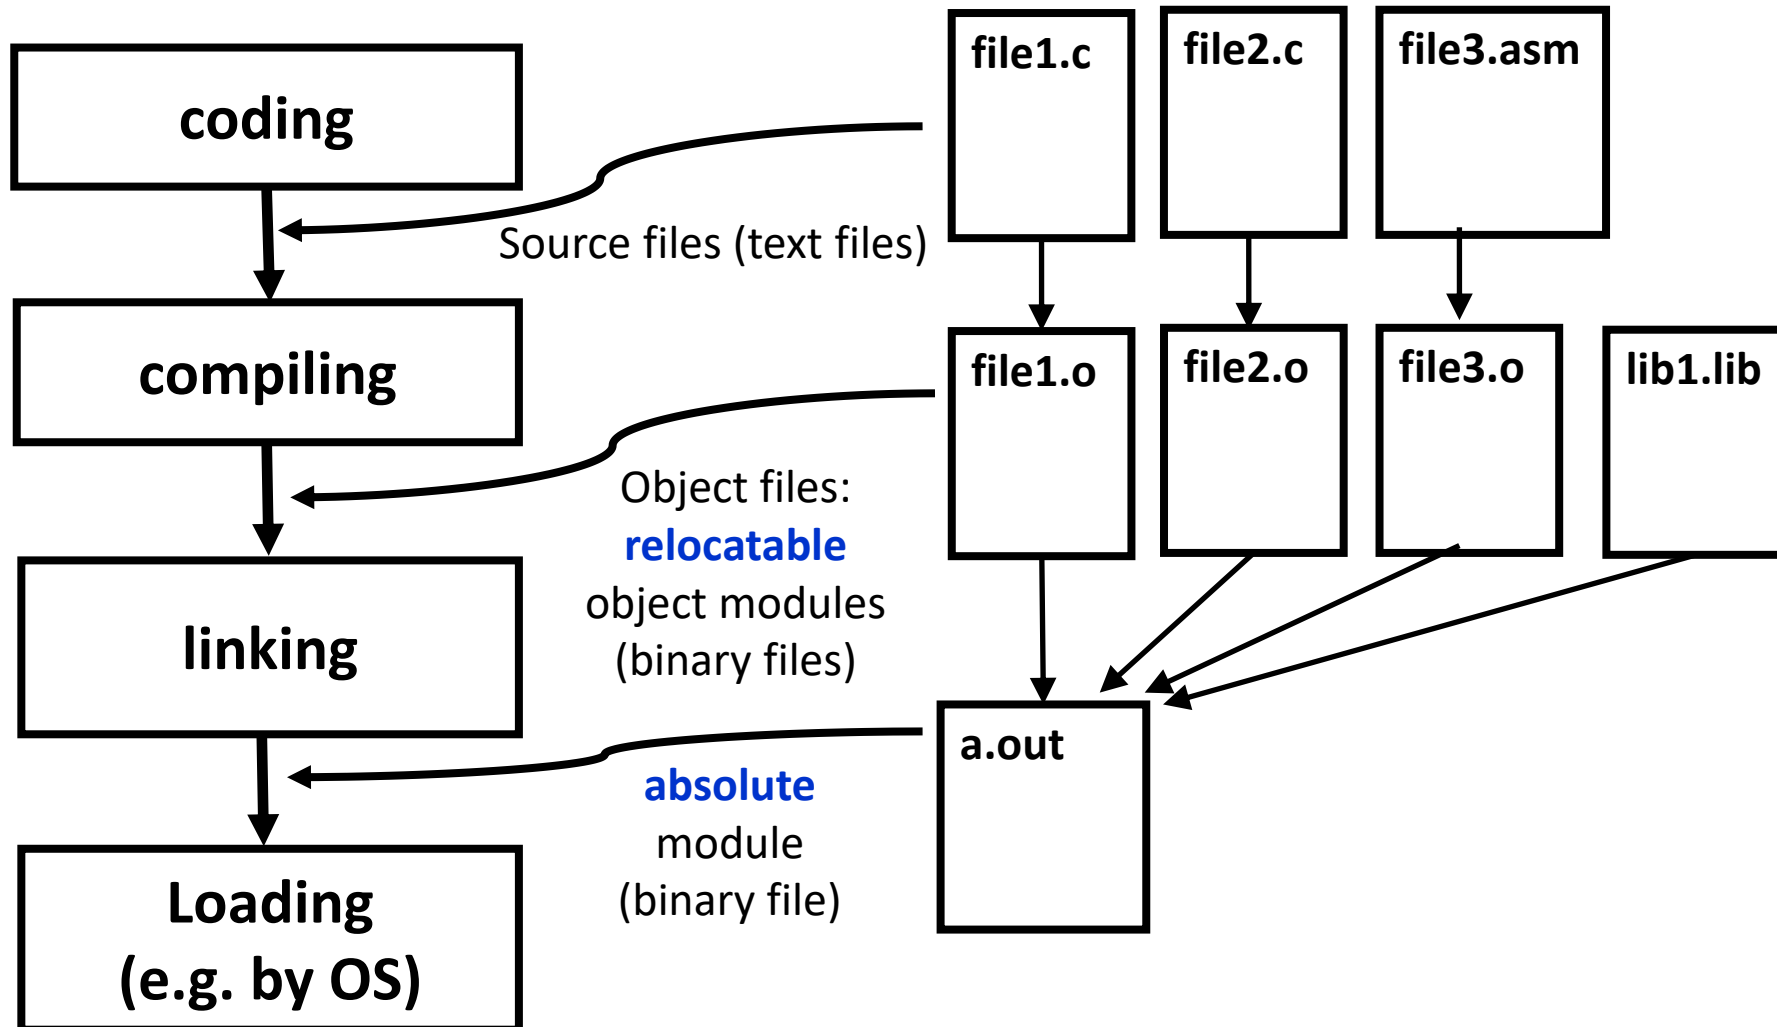 coding
file1.c
file2.c
file3.asm
Source files (text files)
compiling
file1.o
file2.o
file3.o
lib1.lib
Object files:
relocatable
object modules
(binary files)
linking
a.out
absolute
module
(binary file)
Loading
(e.g. by OS)